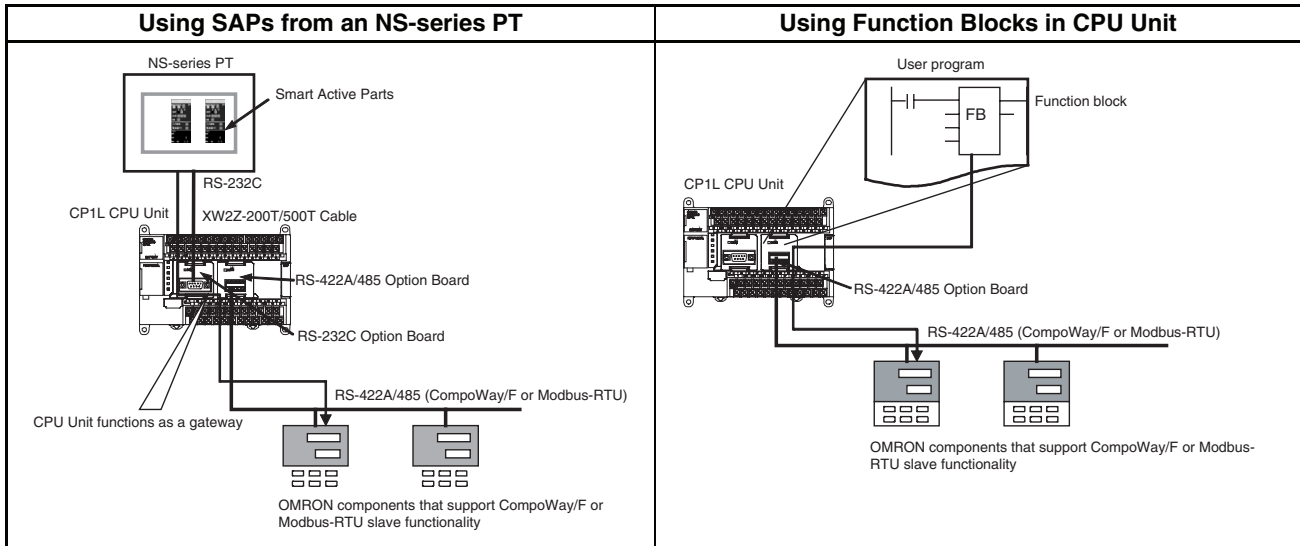 Using SAPs from an NS-series PT
Using Function Blocks in CPU Unit
NS-series PT
Smart Active Parts
RS-232C
CP1L CPU Unit
XW2Z-200T/500T Cable
RS-422A/485 Option Board
RS-232C Option Board
RS-422A/485 (CompoWay/F or Modbus-RTU)
CPU Unit functions as a gateway
OMRON components that support CompoWay/F or
Modbus-RTU slave functionality
User program
Function block
FB
CP1L CPU Unit
RS-422A/485 Option Board
RS-422A/485 (CompoWay/F or Modbus-RTU)
OMRON components that support CompoWay/F or Modbus-
RTU slave functionality